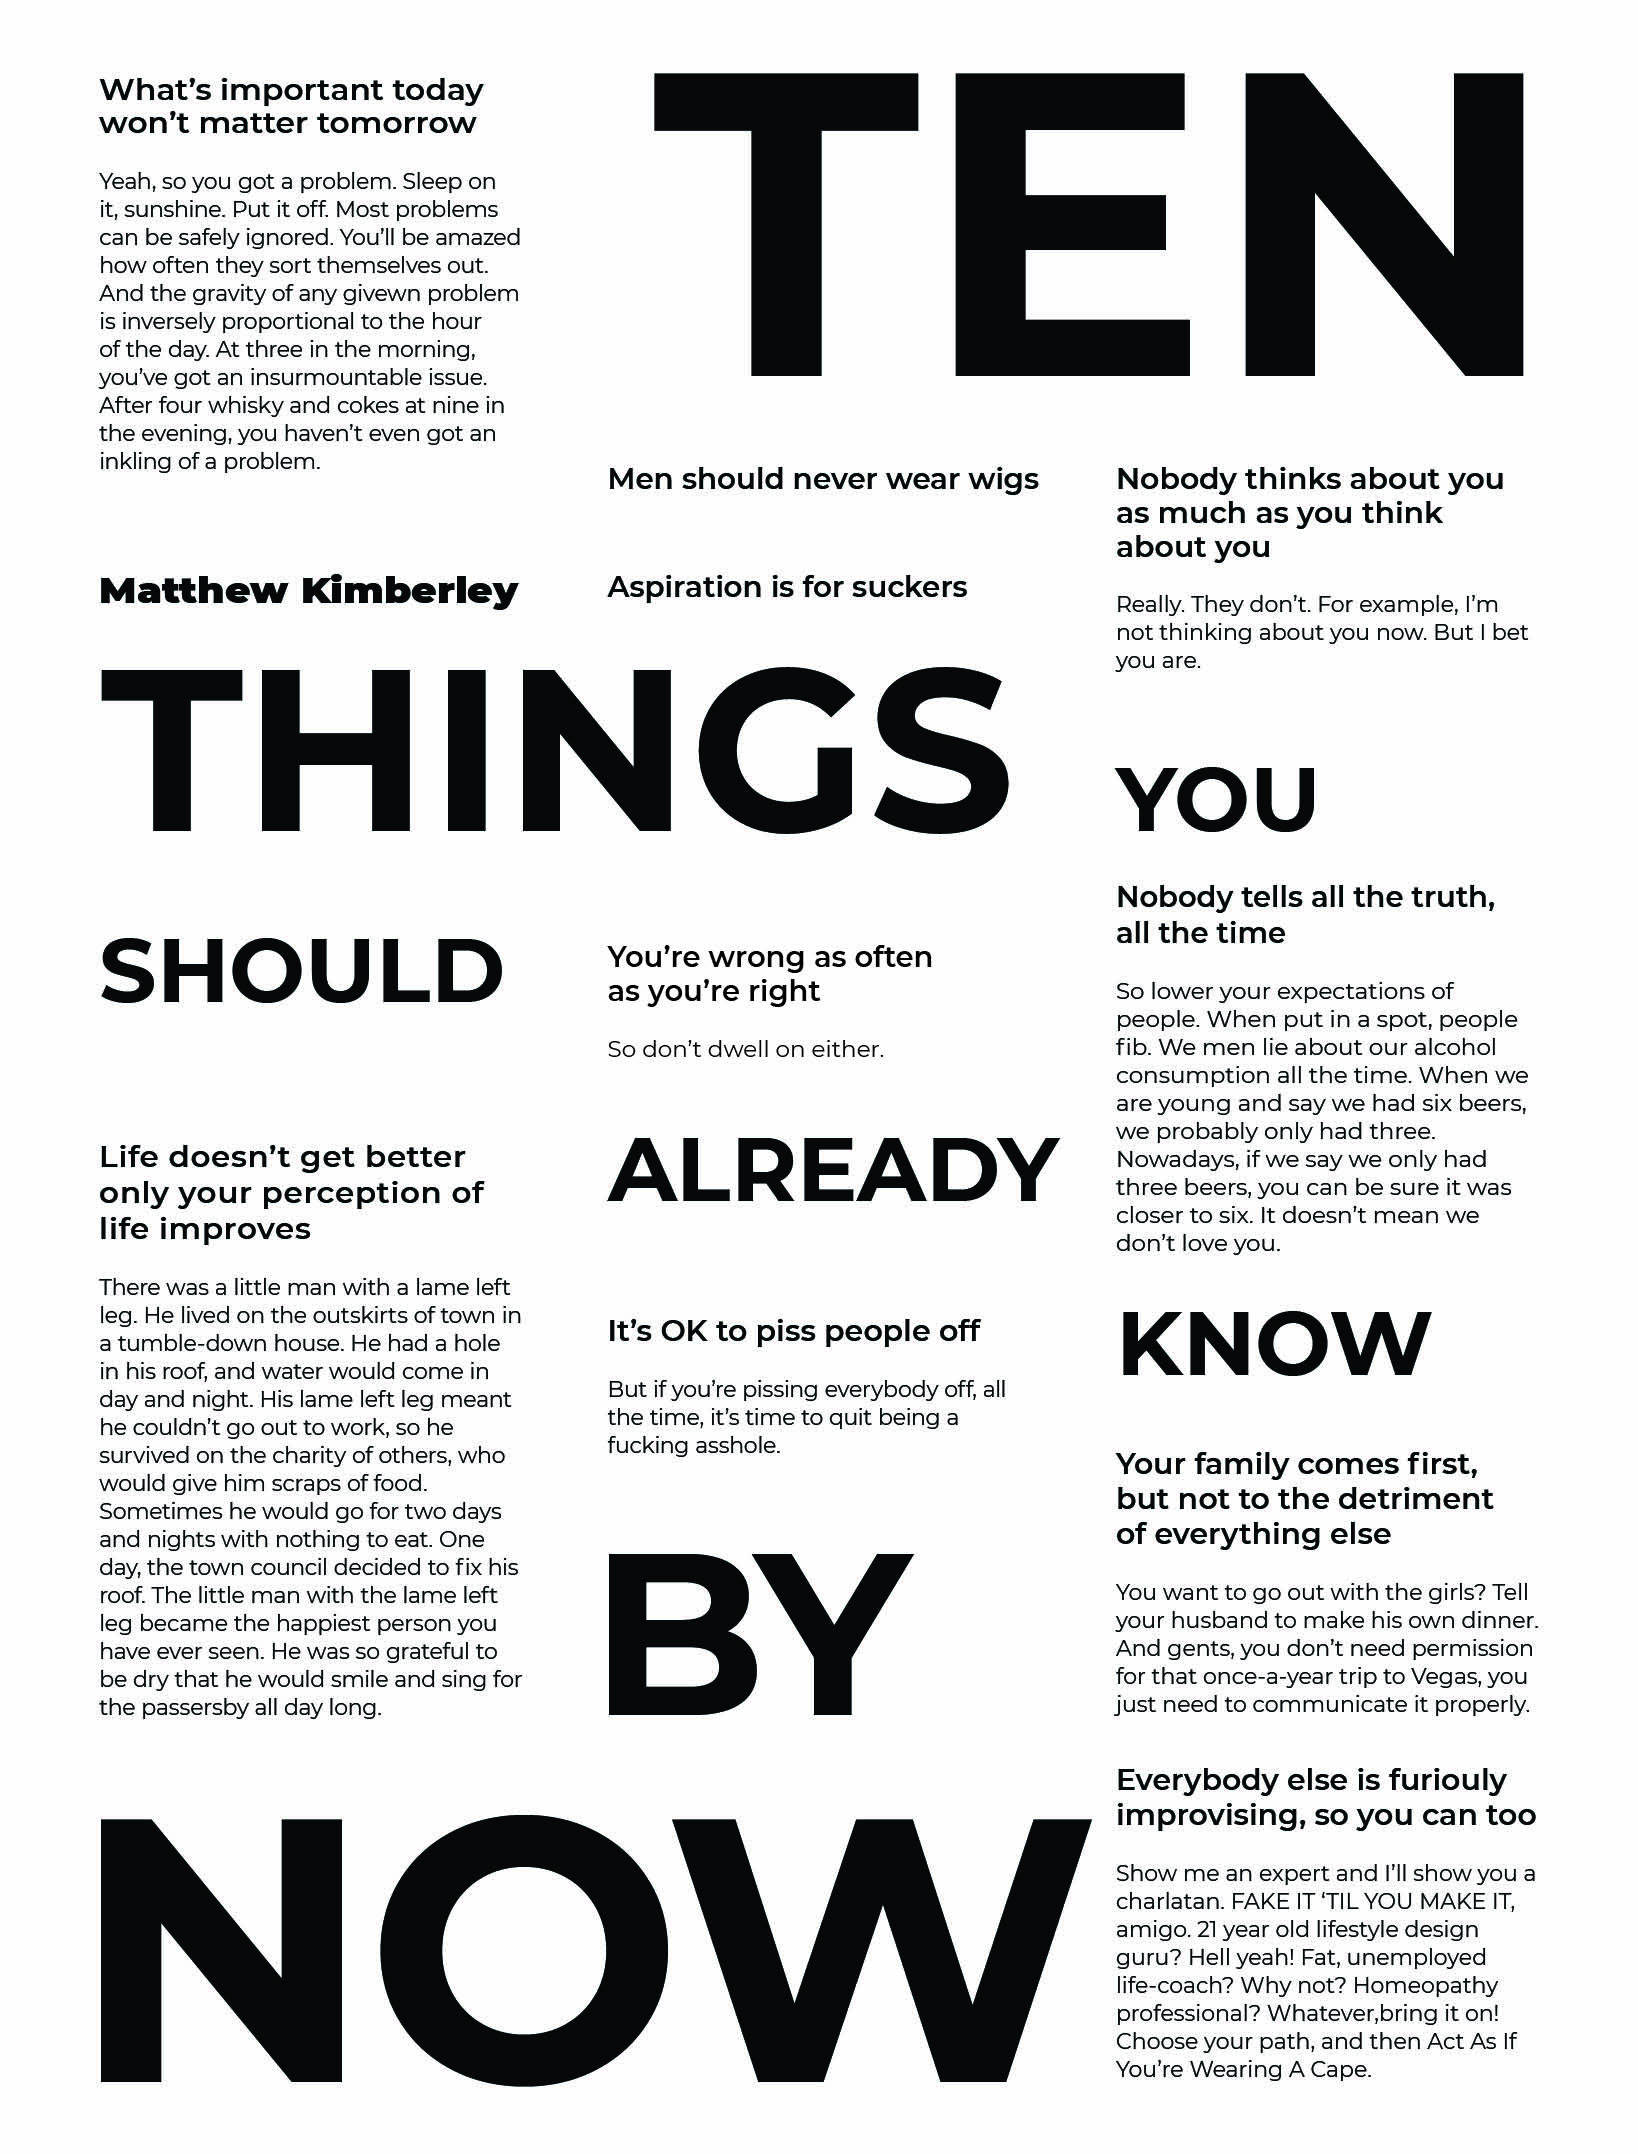 What’s important today
won’t matter tomorrow
Yeah, so you got a problem. Sleep on
it, sunshine. Put it off. Most problems
can be safely ignored. You’ll be amazed
how often they sort themselves out.
And the gravity of any givewn problem
is inversely proportional to the hour
of the day. At three in the morning,
you’ve got an insurmountable issue.
After four whisky and cokes at nine in
the evening, you haven’t even got an
inkling of a problem.
TEN
Men should never wear wigs
Nobody thinks about you
as much as you think
about you
Really. They don’t. For example, I’m
not thinking about you now. But I bet
you are.
Matthew Kimberley
Aspiration is for suckers
THINGS
YOU
SHOULD
You’re wrong as often
as you’re right
So don’t dwell on either.
Nobody tells all the truth,
all the time
So lower your expectations of
people. When put in a spot, people
fib. We men lie about our alcohol
consumption all the time. When we
are young and say we had six beers,
we probably only had three.
Nowadays, if we say we only had
three beers, you can be sure it was
closer to six. It doesn’t mean we
don’t love you.
ALREADY
KNOW
Life doesn’t get better
only your perception of
life improves
There was a little man with a lame left
leg. He lived on the outskirts of town in
a tumble-down house. He had a hole
in his roof, and water would come in
day and night. His lame left leg meant
he couldn’t go out to work, so he
survived on the charity of others, who
would give him scraps of food.
Sometimes he would go for two days
and nights with nothing to eat. One
day, the town council decided to fix his
roof. The little man with the lame left
leg became the happiest person you
have ever seen. He was so grateful to
be dry that he would smile and sing for
the passersby all day long.
It’s OK to piss people off
But if you’re pissing everybody off, all
the time, it’s time to quit being a
fucking asshole.
Your family comes first,
but not to the detriment
of everything else
You want to go out with the girls? Tell
your husband to make his own dinner.
And gents, you don’t need permission
for that once-a-year trip to Vegas, you
just need to communicate it properly.
BY
NOW
Everybody else is furiouly
improvising, so you can too
Show me an expert and I’ll show you a
charlatan. FAKE IT ‘TIL YOU MAKE IT,
amigo. 21 year old lifestyle design
guru? Hell yeah! Fat, unemployed
life-coach? Why not? Homeopathy
professional? Whatever,bring it on!
Choose your path, and then Act As If
You’re Wearing A Cape.